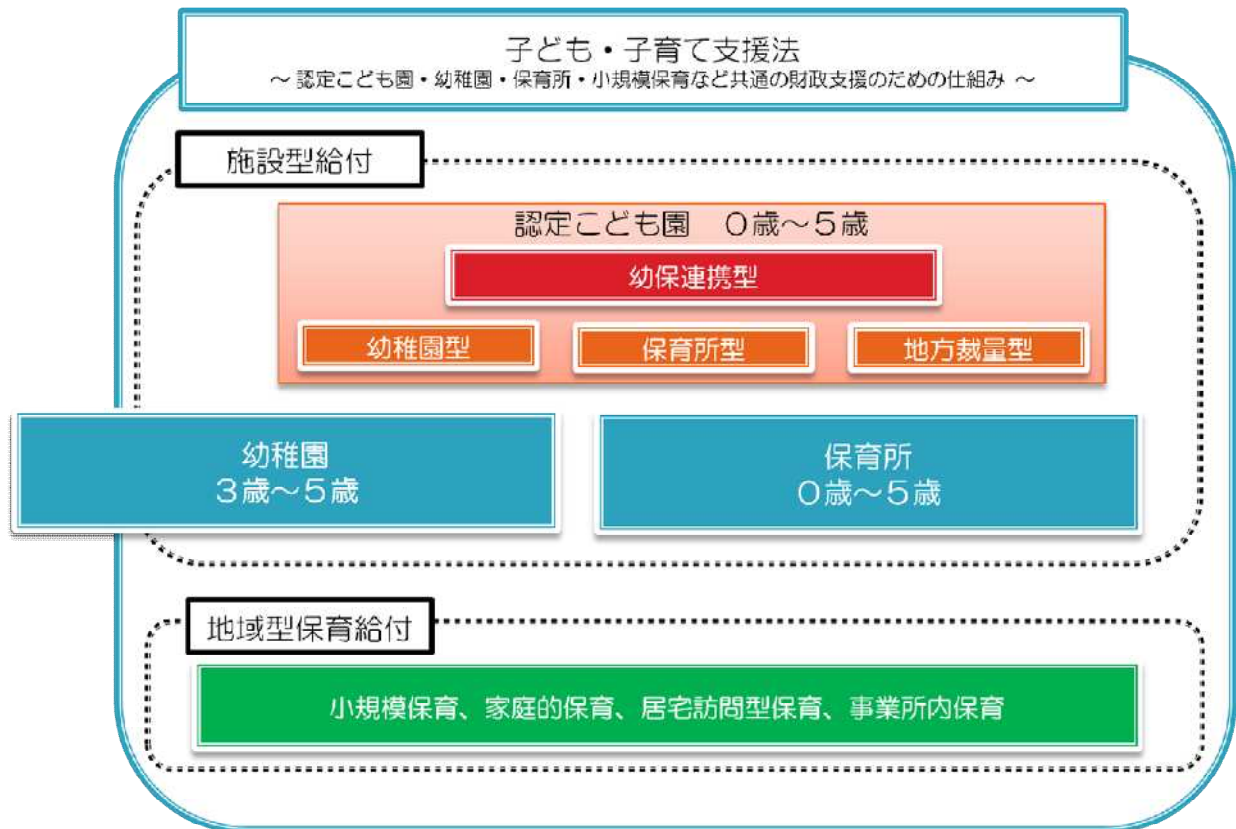 子ども・子育て支援法
～ 認定こども園・幼稚園・保育所・小規模保育など共通の財政支援のための仕組み ～
施設型給付
認定こども園　０歳～５歳
幼保連携型
幼稚園型
保育所型
地方裁量型
幼稚園
３歳～５歳
保育所
０歳～５歳
地域型保育給付
小規模保育、家庭的保育、居宅訪問型保育、事業所内保育